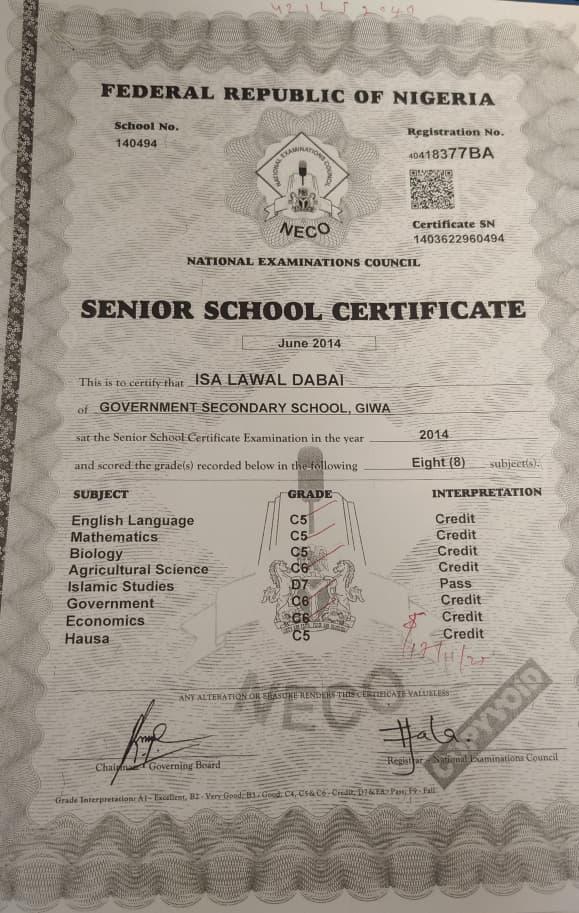 FEDERAL REPUBLIC OF NIGERIA
School No.
140494
Registration No.
40418377BA
NATIONAL EXAMINATIONS COUNCIL
NECO
Certificate SN
1403622960494
NATIONAL EXAMINATIONS COUNCIL
SENIOR SCHOOL CERTIFICATE
June 2014
This is to certify that ISA LAWAL DABAI
of GOVERNMENT SECONDARY SCHOOL, GIWA
sat the Senior School Certificate Examination in the year 2014
and scored the grade(s) recorded below in the following Eight (8) subject(s).
SUBJECT GRADE INTERPRETATION
English Language C5 Credit
Mathematics C5 Credit
Biology C5 Credit
Agricultural Science C6 Credit
Islamic Studies D7 Pass
Government C6 Credit
Economics C6 Credit
Hausa C5 Credit
NECO
ANY ALTERATION OR ERASURE RENDERS THIS CERTIFICATE VALUELESS
COPYVOID
Chairman Governing Board
Registrar - National Examinations Council
Grade Interpretation: A1 - Excellent, B2 - Very Good, B3 - Good, C4, C5 & C6 - Credit, D7 & E8 - Pass, F9 - Fail